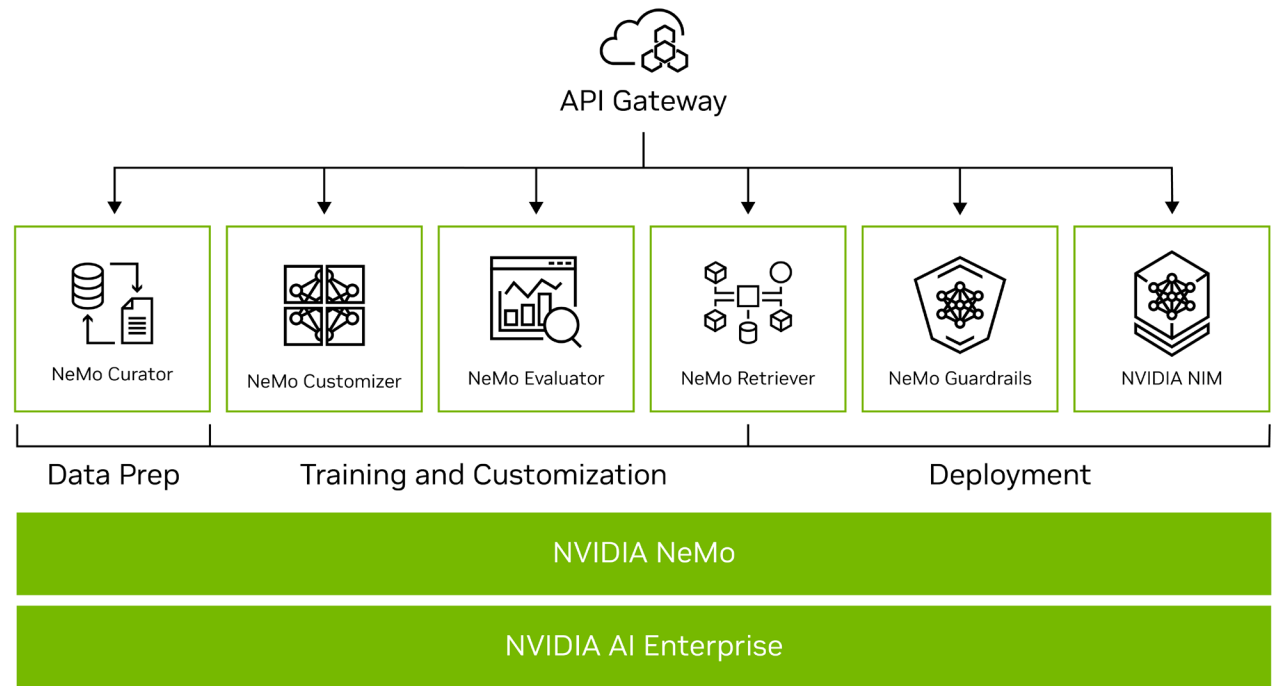 API Gateway
NeMo Curator
NeMo Customizer
NeMo Evaluator
NeMo Retriever
NeMo Guardrails
NVIDIA NIM
Data Prep
Training and Customization
Deployment
NVIDIA NeMo
NVIDIA AI Enterprise